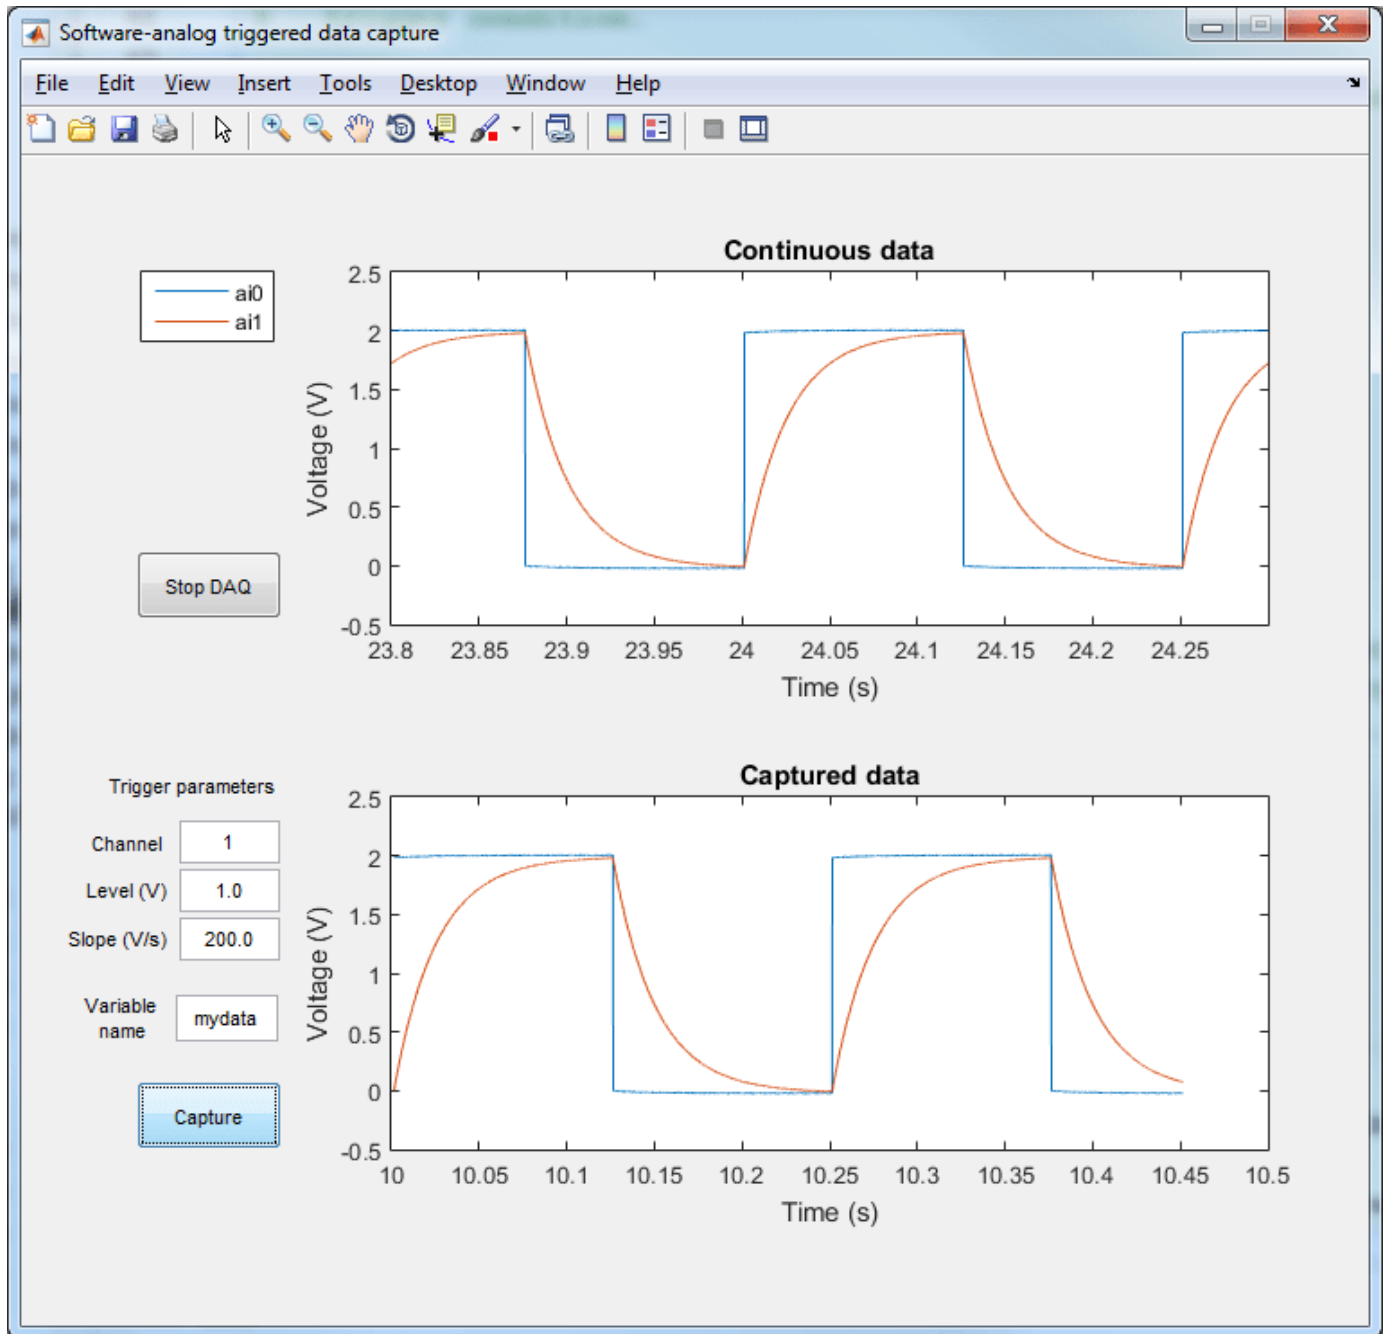 Software-analog triggered data capture
File Edit View Insert Tools Desktop Window Help
Continuous data
ai0
ai1
2.5
2
1.5
1
0.5
0
-0.5
Voltage (V)
23.8 23.85 23.9 23.95 24 24.05 24.1 24.15 24.2 24.25
Time (s)
Stop DAQ
Trigger parameters
Channel 1
Level (V) 1.0
Slope (V/s) 200.0
Variable
name
mydata
Capture
Captured data
2.5
2
1.5
1
0.5
0
-0.5
Voltage (V)
10 10.05 10.1 10.15 10.2 10.25 10.3 10.35 10.4 10.45 10.5
Time (s)